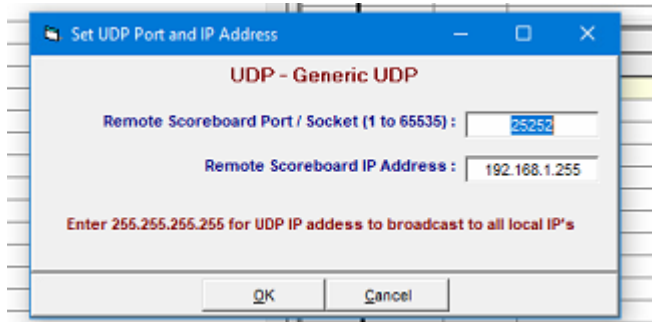 Set UDP Port and IP Address
UDP - Generic UDP
Remote Scoreboard Port / Socket (1 to 65535) : 25252
Remote Scoreboard IP Address : 192.168.1.255
Enter 255.255.255.255 for UDP IP addess to broadcast to all local IP's
OK Cancel